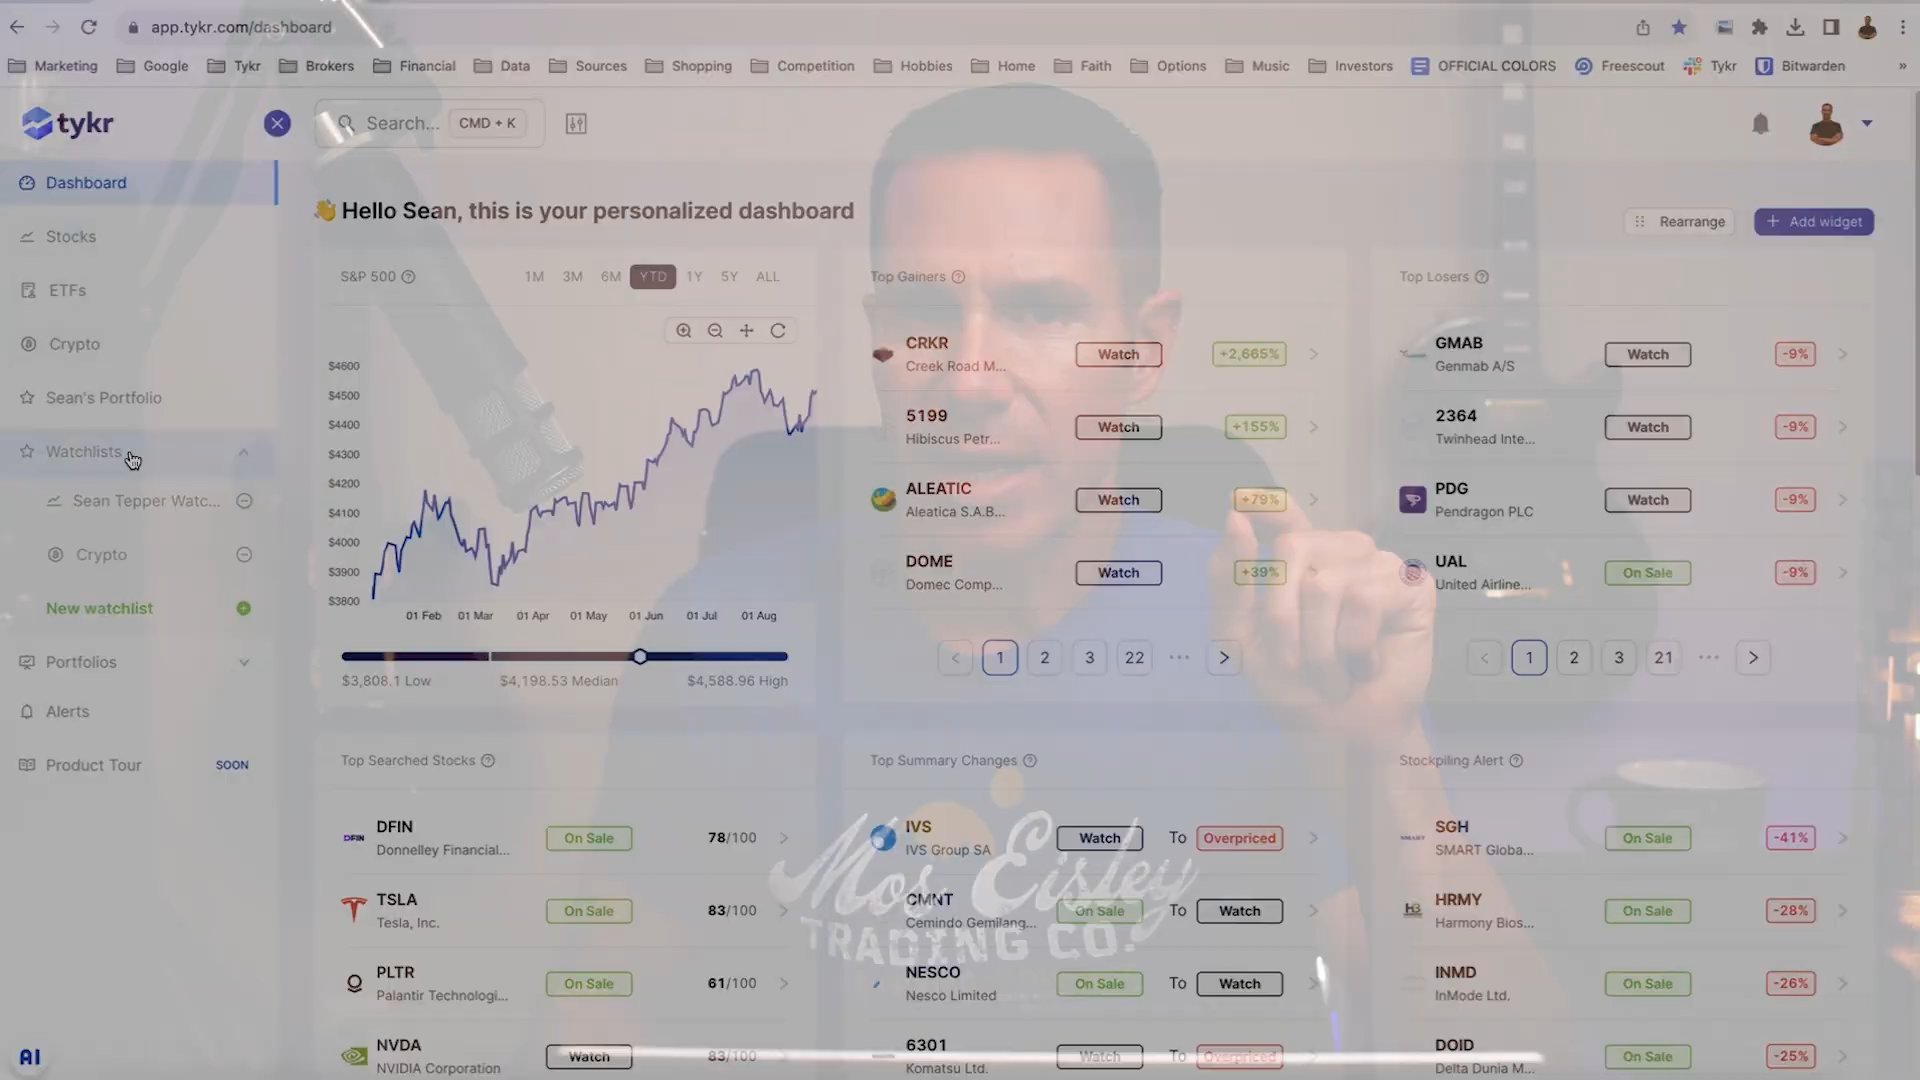 app.tykr.com/dashboard
Marketing Google Tykr Brokers Financial Data Sources Shopping Competition Hobbies Home Faith Options Music Investors OFFICIAL COLORS Freescout Tykr Bitwarden »
tykr
Search... CMD + K
Dashboard
Stocks
ETFs
Crypto
Sean's Portfolio
Watchlists
Sean Tepper Watc...
Crypto
New watchlist
Portfolios
Alerts
Product Tour SOON
AI
Hello Sean, this is your personalized dashboard
Rearrange
+ Add widget
S&P 500 1M 3M 6M YTD 1Y 5Y ALL
$4600
$4500
$4400
$4300
$4200
$4100
$4000
$3900
$3800
01 Feb 01 Mar 01 Apr 01 May 01 Jun 01 Jul 01 Aug
$3,808.1 Low $4,198.53 Median $4,588.96 High
Top Gainers
CRKR Watch +2,665%
Creek Road M...
5199 Watch +155%
Hibiscus Petr...
ALEATIC Watch +79%
Aleatica S.A.B...
DOME Watch +39%
Domec Comp...
< 1 2 3 22 ... >
Top Losers
GMAB Watch -9%
Genmab A/S
2364 Watch -9%
Twinhead Inte...
PDG Watch -9%
Pendragon PLC
UAL On Sale -9%
United Airline...
< 1 2 3 21 ... >
Top Searched Stocks
DFIN On Sale 78/100
Donnelley Financial...
TSLA On Sale 83/100
Tesla, Inc.
PLTR On Sale 61/100
Palantir Technologi...
NVDA Watch 83/100
NVIDIA Corporation
Top Summary Changes
IVS Watch To Overpriced
IVS Group SA
CMNT On Sale To Watch
Cemindo Gemilang...
NESCO On Sale To Watch
Nesco Limited
6301 Watch To Overpriced
Komatsu Ltd.
Stockpiling Alert
SGH On Sale -41%
SMART Globa...
HRMY On Sale -28%
Harmony Bios...
INMD On Sale -26%
InMode Ltd.
DOID On Sale -25%
Delta Dunia M...
Mos Eisley
TRADING CO.